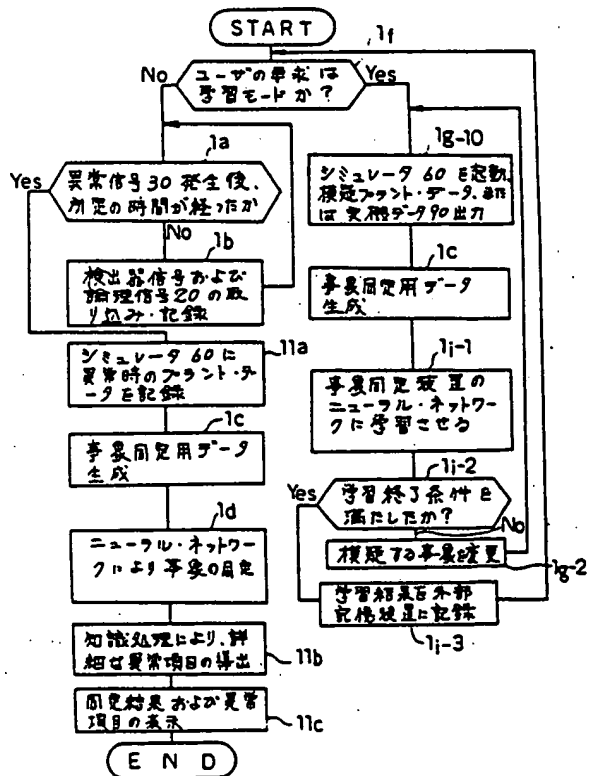 START
1f
No
ユーザの要求は
学習モードか？
Yes
1a
Yes
異常信号30発生後、
所定の時間が経ったか
No
1b
検出器信号および
論理信号20の取
り込み・記録
11a
シミュレータ60に
異常時のプラント・デー
タを記録
1c
事象同定用データ
生成
1d
ニューラル・ネットワー
クにより事象の同定
知識処理により、詳
細な異常項目の導出
11b
同定結果および異常
項目の表示
11c
END
1g-10
シミュレータ60を起動、
模擬プラント・データ、また
は実機データ90出力
1c
事象同定用データ
生成
1i-1
事象同定装置の
ニューラル・ネットワー
クに学習させる
1i-2
Yes
学習終了条件を
満たしたか？
No
模擬する事象を変更
1g-2
学習結果を外部
記憶装置に記録
1i-3